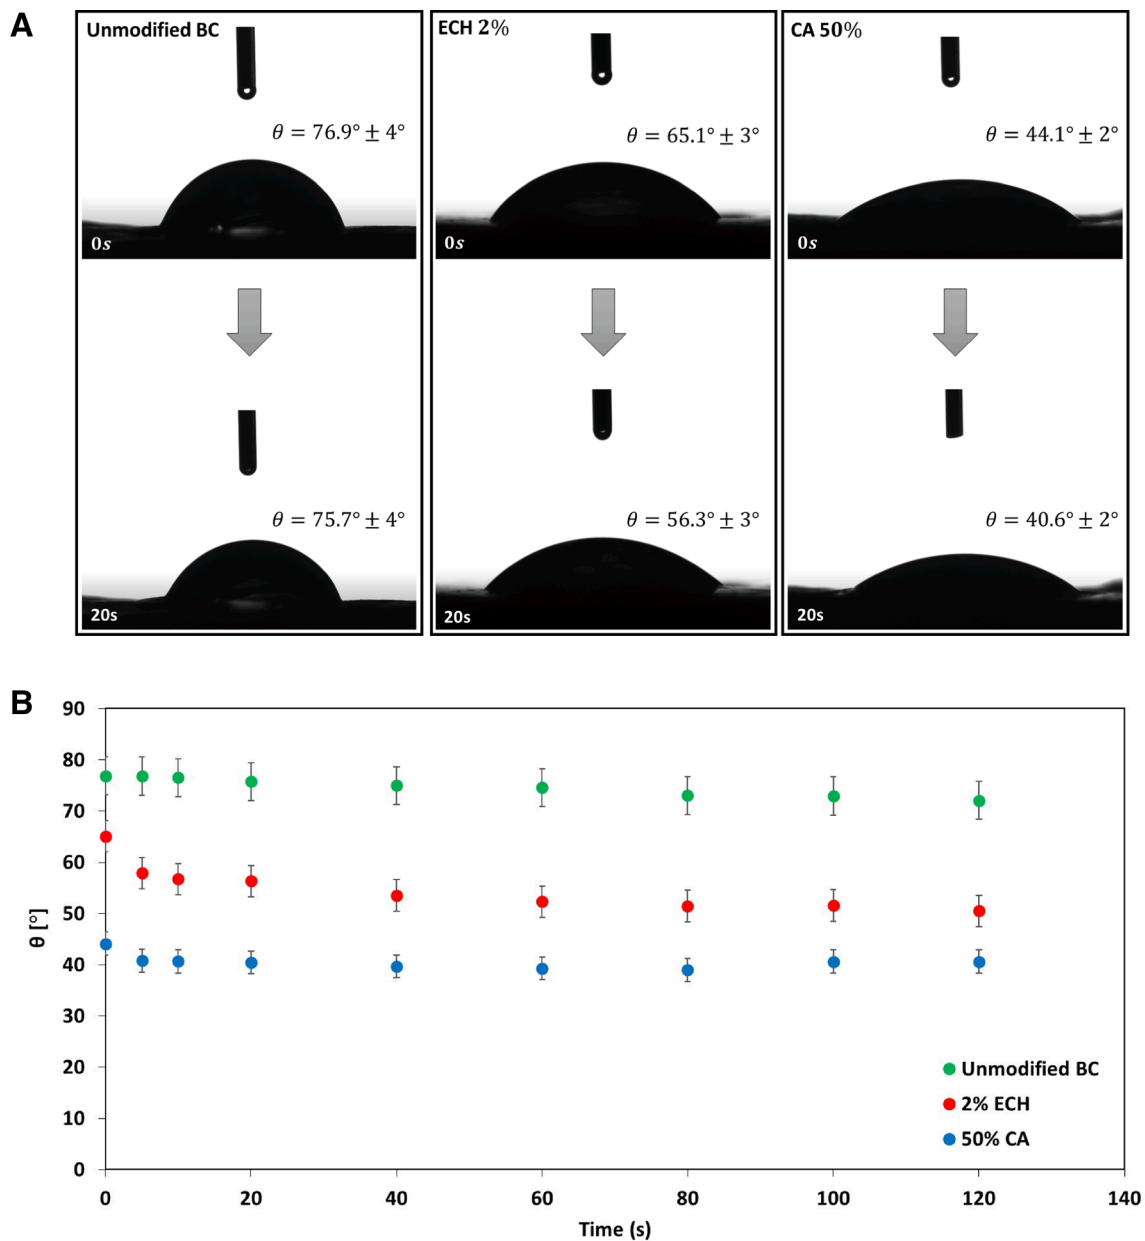 A
Unmodified BC
θ = 76.9° ± 4°
0s
ECH 2%
θ = 65.1° ± 3°
0s
CA 50%
θ = 44.1° ± 2°
0s
θ = 75.7° ± 4°
20s
θ = 56.3° ± 3°
20s
θ = 40.6° ± 2°
20s
B
90
80
70
60
50
40
30
20
10
0
θ [°]
0 20 40 60 80 100 120 140
Time (s)
Unmodified BC
2% ECH
50% CA